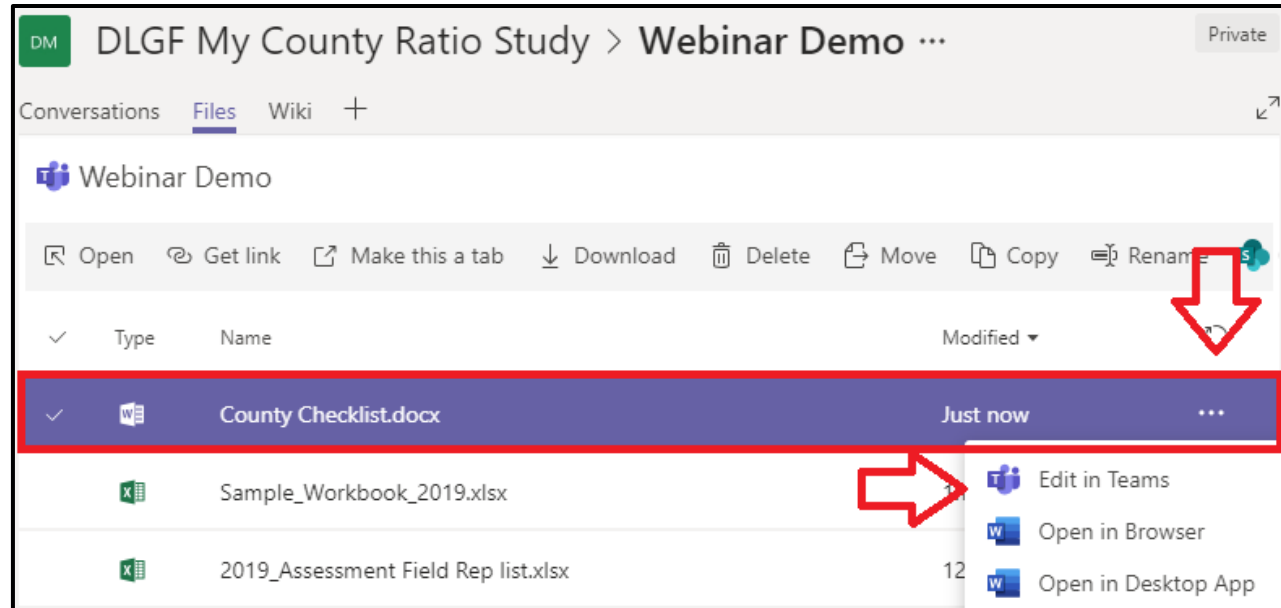 DM DLGF My County Ratio Study > Webinar Demo ... Private
Conversations Files Wiki +
Webinar Demo
Open Get link Make this a tab Download Delete Move Copy Rename
Type Name Modified
County Checklist.docx Just now ...
Sample_Workbook_2019.xlsx
Edit in Teams
Open in Browser
2019_Assessment Field Rep list.xlsx 12
Open in Desktop App